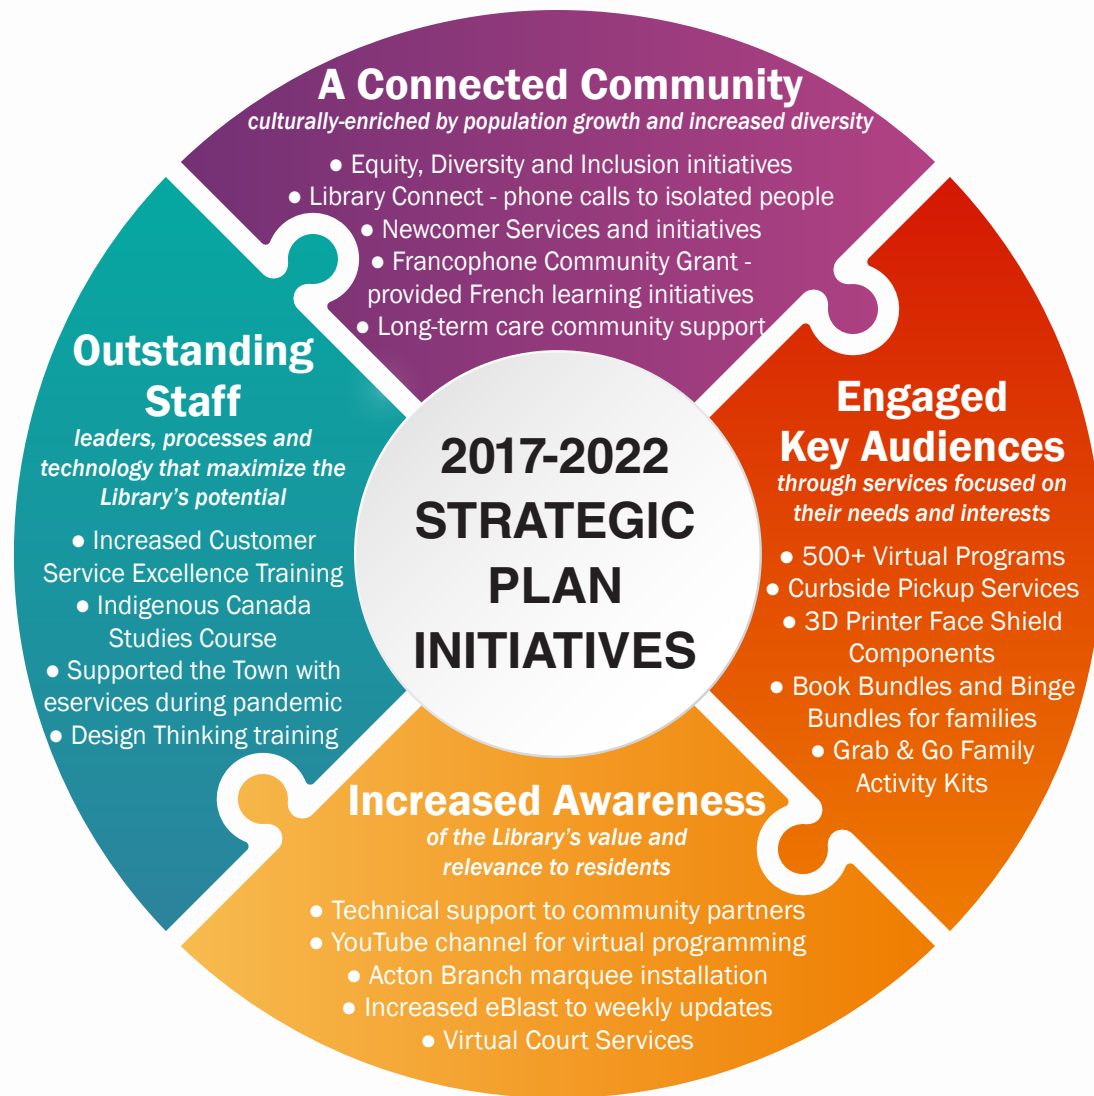 A Connected Community
culturally-enriched by population growth and increased diversity
● Equity, Diversity and Inclusion initiatives
● Library Connect - phone calls to isolated people
● Newcomer Services and initiatives
● Francophone Community Grant -
provided French learning initiatives
● Long-term care community support
Outstanding
Staff
leaders, processes and
technology that maximize the
Library's potential
● Increased Customer
Service Excellence Training
● Indigenous Canada
Studies Course
● Supported the Town with
eservices during pandemic
● Design Thinking training
2017-2022
STRATEGIC
PLAN
INITIATIVES
Engaged
Key Audiences
through services focused on
their needs and interests
● 500+ Virtual Programs
● Curbside Pickup Services
● 3D Printer Face Shield
Components
● Book Bundles and Binge
Bundles for families
● Grab & Go Family
Activity Kits
Increased Awareness
of the Library's value and
relevance to residents
● Technical support to community partners
● YouTube channel for virtual programming
● Acton Branch marquee installation
● Increased eBlast to weekly updates
● Virtual Court Services